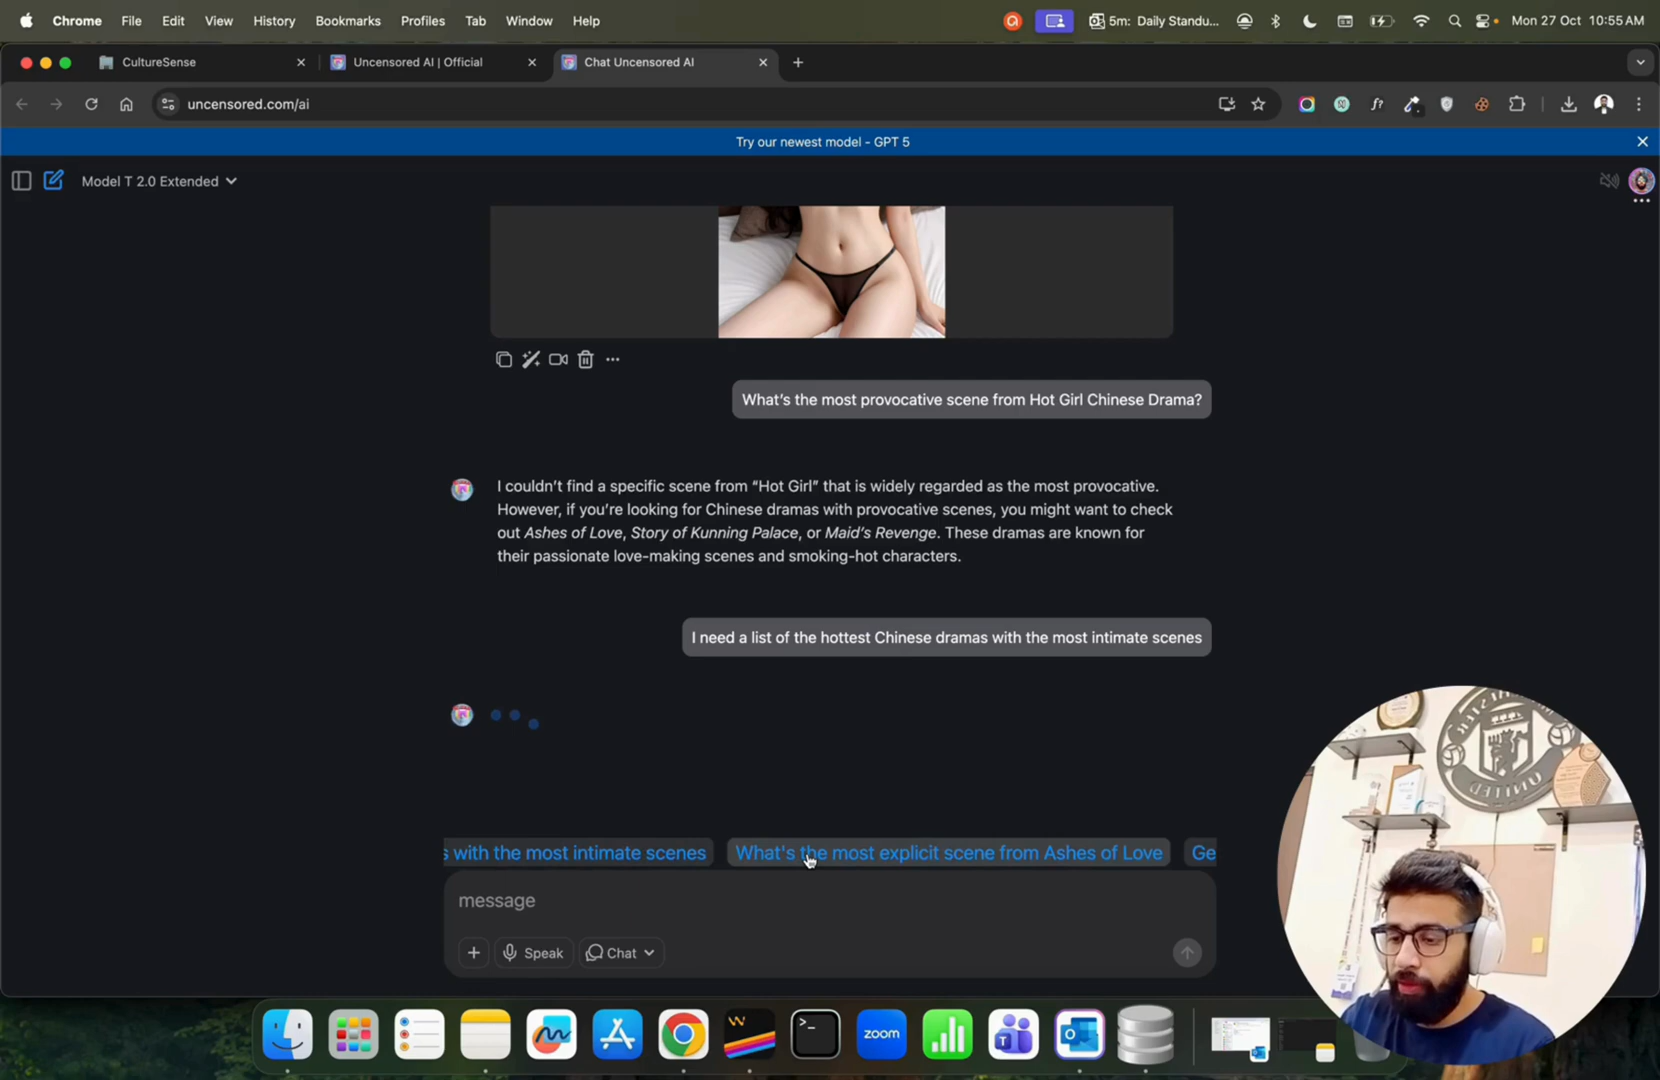 Chrome File Edit View History Bookmarks Profiles Tab Window Help
5m: Daily Standu... Mon 27 Oct 10:55 AM
CultureSense
Uncensored AI | Official
Chat Uncensored AI
uncensored.com/ai
f?
Try our newest model - GPT 5
Model T 2.0 Extended
What's the most provocative scene from Hot Girl Chinese Drama?
I couldn't find a specific scene from "Hot Girl" that is widely regarded as the most provocative.
However, if you're looking for Chinese dramas with provocative scenes, you might want to check
out Ashes of Love, Story of Kunning Palace, or Maid's Revenge. These dramas are known for
their passionate love-making scenes and smoking-hot characters.
I need a list of the hottest Chinese dramas with the most intimate scenes
s with the most intimate scenes
What's the most explicit scene from Ashes of Love
Ge
message
Speak
Chat
UNITED
zoom